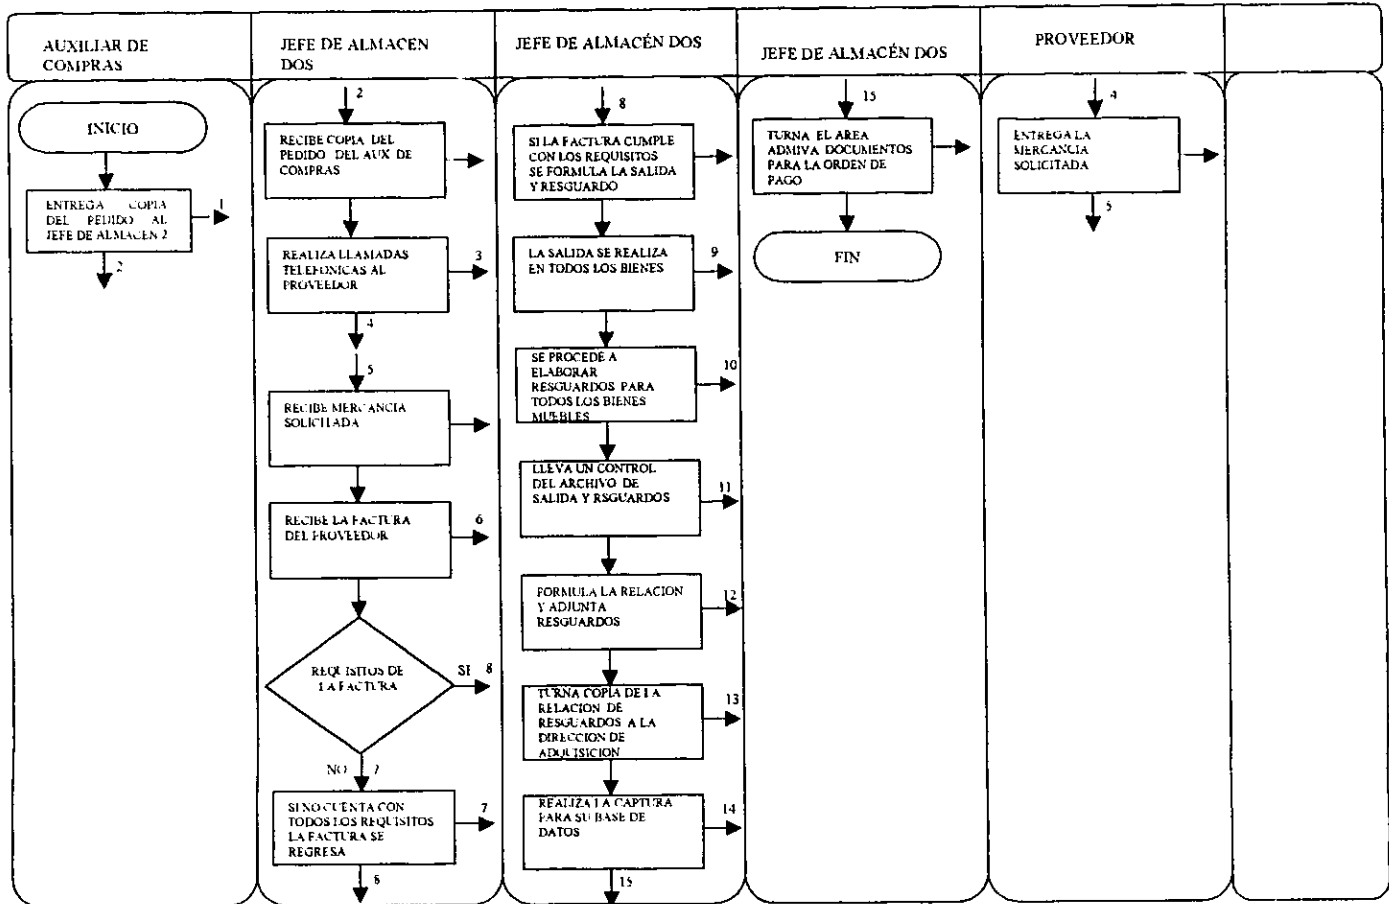 AUXILIAR DE
COMPRAS
JEFE DE ALMACEN
DOS
JEFE DE ALMACÉN DOS
JEFE DE ALMACÉN DOS
PROVEEDOR
INICIO
ENTREGA COPIA
DEL PEDIDO AL
JEFE DE ALMACEN 2
1
2
2
RECIBE COPIA DEL
PEDIDO DEL AUX DE
COMPRAS
REALIZA LLAMADAS
TELEFONICAS AL
PROVEEDOR
3
4
5
RECIBE MERCANCIA
SOLICITADA
RECIBE LA FACTURA
DEL PROVEEDOR
6
REQUISITOS DE
LA FACTURA
SI 8
NO 7
SI NO CUENTA CON
TODOS LOS REQUISITOS
LA FACTURA SE
REGRESA
7
6
8
SI LA FACTURA CUMPLE
CON LOS REQUISITOS
SE FORMULA LA SALIDA
Y RESGUARDO
LA SALIDA SE REALIZA
EN TODOS LOS BIENES
9
SE PROCEDE A
ELABORAR
RESGUARDOS PARA
TODOS LOS BIENES
MUEBLES
10
LLEVA UN CONTROL
DEL ARCHIVO DE
SALIDA Y RSGUARDOS
11
FORMULA LA RELACION
Y ADJUNTA
RESGUARDOS
12
TURNA COPIA DE LA
RELACION DE
RESGUARDOS A LA
DIRECCION DE
ADQUISICION
13
REALIZA LA CAPTURA
PARA SU BASE DE
DATOS
14
15
15
TURNA EL AREA
ADMIVA DOCUMENTOS
PARA LA ORDEN DE
PAGO
FIN
4
ENTREGA LA
MERCANCIA
SOLICITADA
5